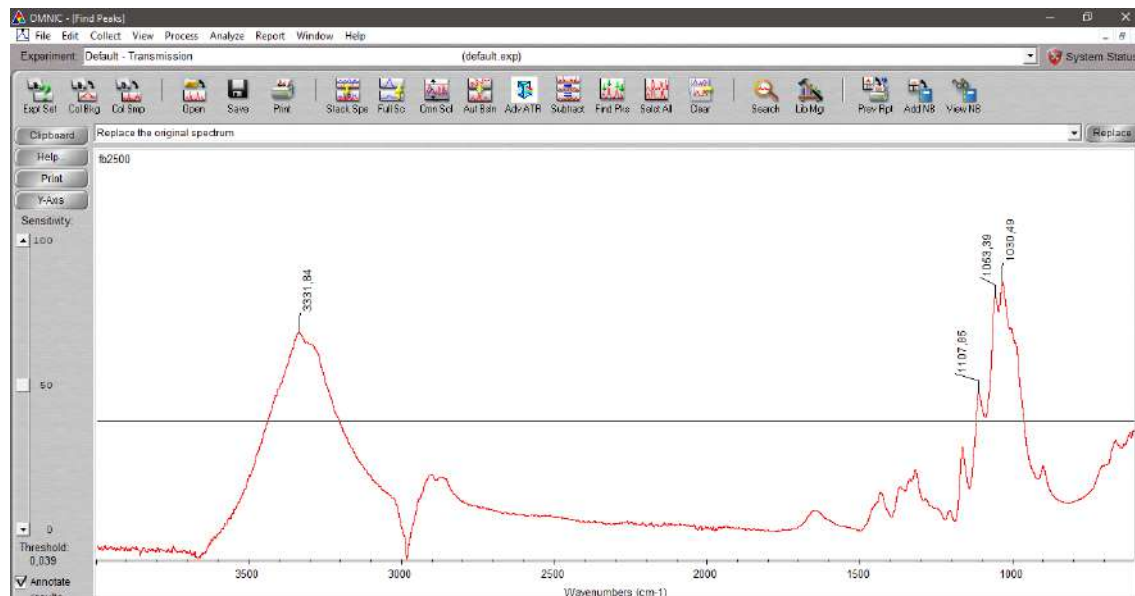 OMNIC - [Find Peaks]
File Edit Collect View Process Analyze Report Window Help
Experiment: Default - Transmission (default.exp) System Status
Expt Set Col Bkg Col Smp Open Save Print Stack Spe Full Sc Omn Scl Aut Bsln Adv ATR Subtract Find Pks Selct All Clear Search Lib Mgr Prev Rpt Add NB View NB
Clipboard Replace the original spectrum Replace
Help
Print
Y-Axis
Sensitivity:
100
50
0
Threshold:
0,039
Annotate
fb2500
3331,84
1107,85
1053,39
1030,49
3500 3000 2500 2000 1500 1000
Wavenumbers (cm-1)